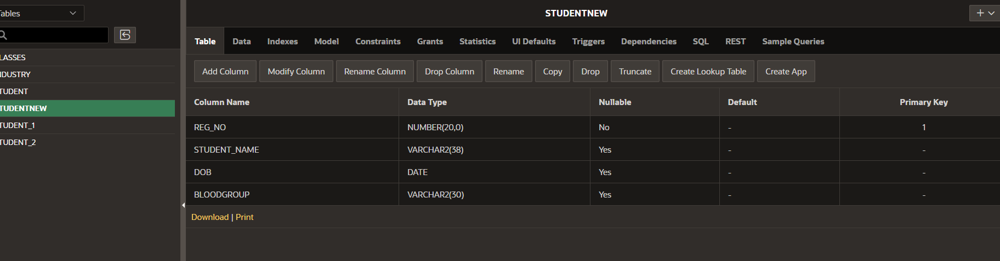 ables
LASSES
NDUSTRY
TUDENT
TUDENTNEW
TUDENT_1
TUDENT_2
STUDENTNEW
Table Data Indexes Model Constraints Grants Statistics UI Defaults Triggers Dependencies SQL REST Sample Queries
Add Column Modify Column Rename Column Drop Column Rename Copy Drop Truncate Create Lookup Table Create App
Column Name Data Type Nullable Default Primary Key
REG_NO NUMBER(20,0) No - 1
STUDENT_NAME VARCHAR2(38) Yes - -
DOB DATE Yes - -
BLOODGROUP VARCHAR2(30) Yes - -
Download | Print